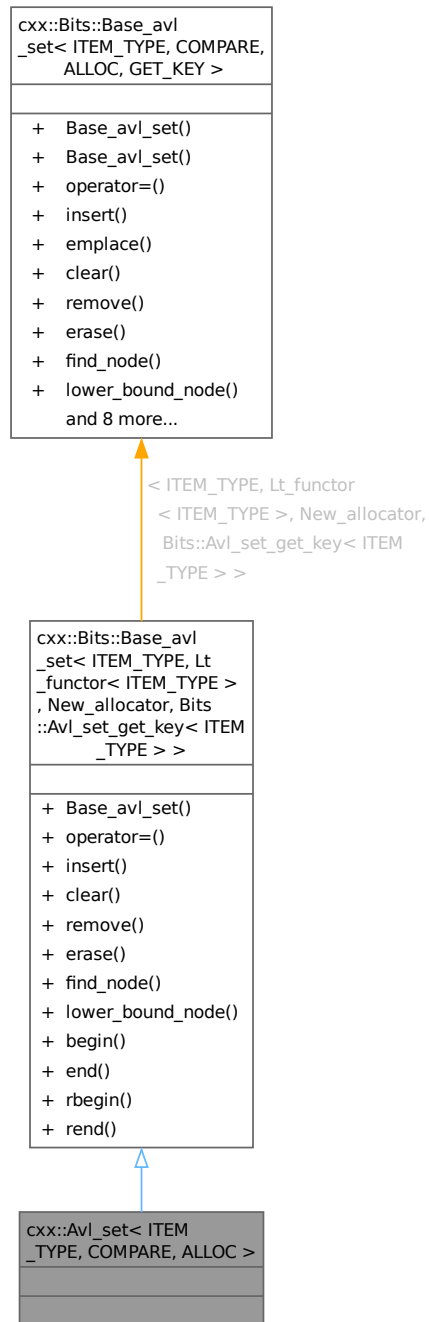 cxx::Bits::Base_avl
_set< ITEM_TYPE, COMPARE,
ALLOC, GET_KEY >
+ Base_avl_set()
+ Base_avl_set()
+ operator=()
+ insert()
+ emplace()
+ clear()
+ remove()
+ erase()
+ find_node()
+ lower_bound_node()
and 8 more...
< ITEM_TYPE, Lt_functor
< ITEM_TYPE >, New_allocator,
Bits::Avl_set_get_key< ITEM
_TYPE > >
cxx::Bits::Base_avl
_set< ITEM_TYPE, Lt
_functor< ITEM_TYPE >
, New_allocator, Bits
::Avl_set_get_key< ITEM
_TYPE > >
+ Base_avl_set()
+ operator=()
+ insert()
+ clear()
+ remove()
+ erase()
+ find_node()
+ lower_bound_node()
+ begin()
+ end()
+ rbegin()
+ rend()
cxx::Avl_set< ITEM
_TYPE, COMPARE, ALLOC >